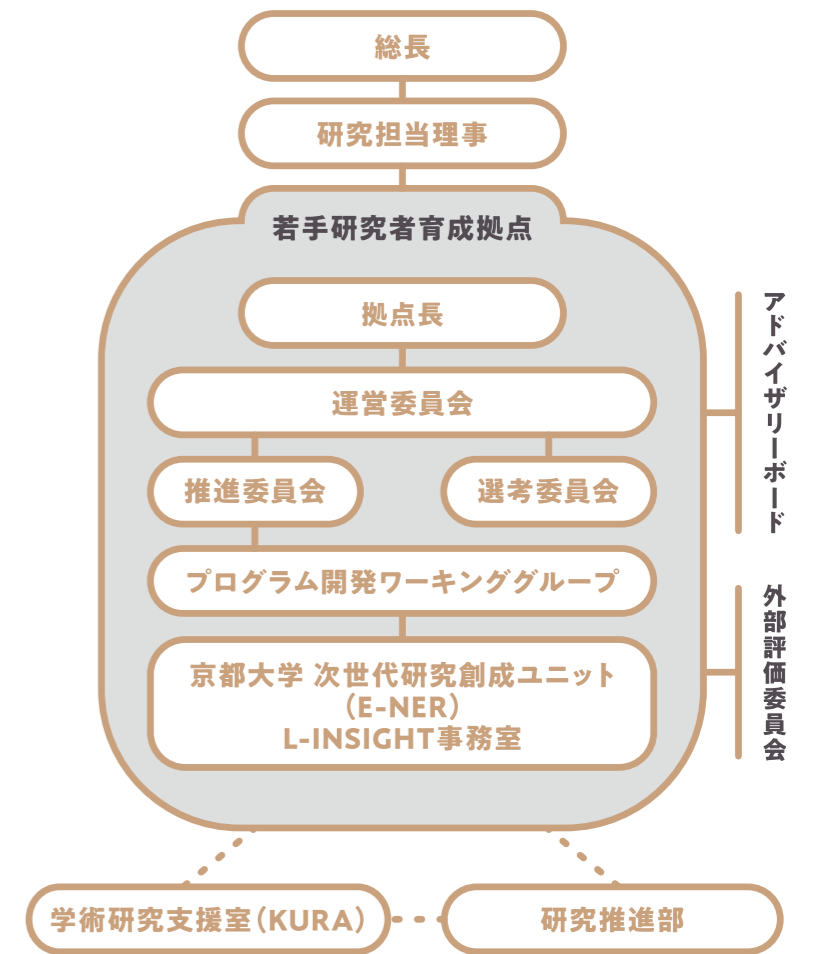 総長
研究担当理事
若手研究者育成拠点
拠点長
運営委員会
推進委員会
選考委員会
プログラム開発ワーキンググループ
京都大学 次世代研究創成ユニット
(E-NER)
L-INSIGHT事務室
アドバイザリーボード
外部評価委員会
学術研究支援室(KURA)
研究推進部